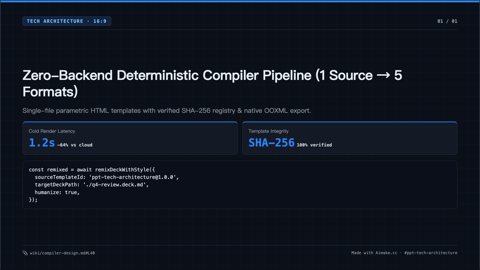 TECH ARCHITECTURE · 16:9
01 / 01
Zero-Backend Deterministic Compiler Pipeline (1 Source → 5
Formats)
Single-file parametric HTML templates with verified SHA-256 registry & native OOXML export.
Cold Render Latency
1.2s -64% vs cloud
Template Integrity
SHA-256 100% verified
const remixed = await remixDeckWithStyle({
  sourceTemplateId: 'ppt-tech-architecture@1.0.0',
  targetDeckPath: './q4-review.deck.md',
  humanize: true,
});
wiki/compiler-design.md#L40
Made with Aimake.cc · #ppt-tech-architecture